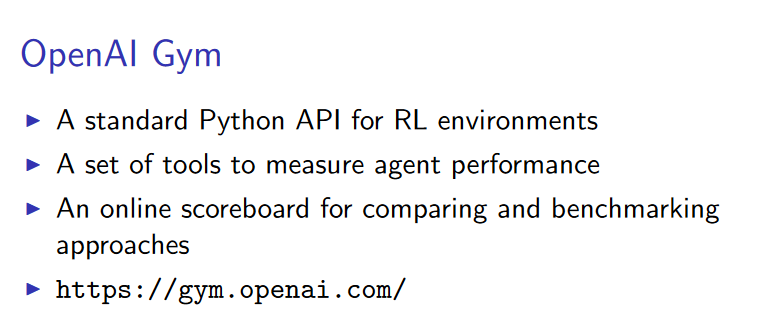 OpenAI Gym
▶ A standard Python API for RL environments
▶ A set of tools to measure agent performance
▶ An online scoreboard for comparing and benchmarking
approaches
▶ https://gym.openai.com/